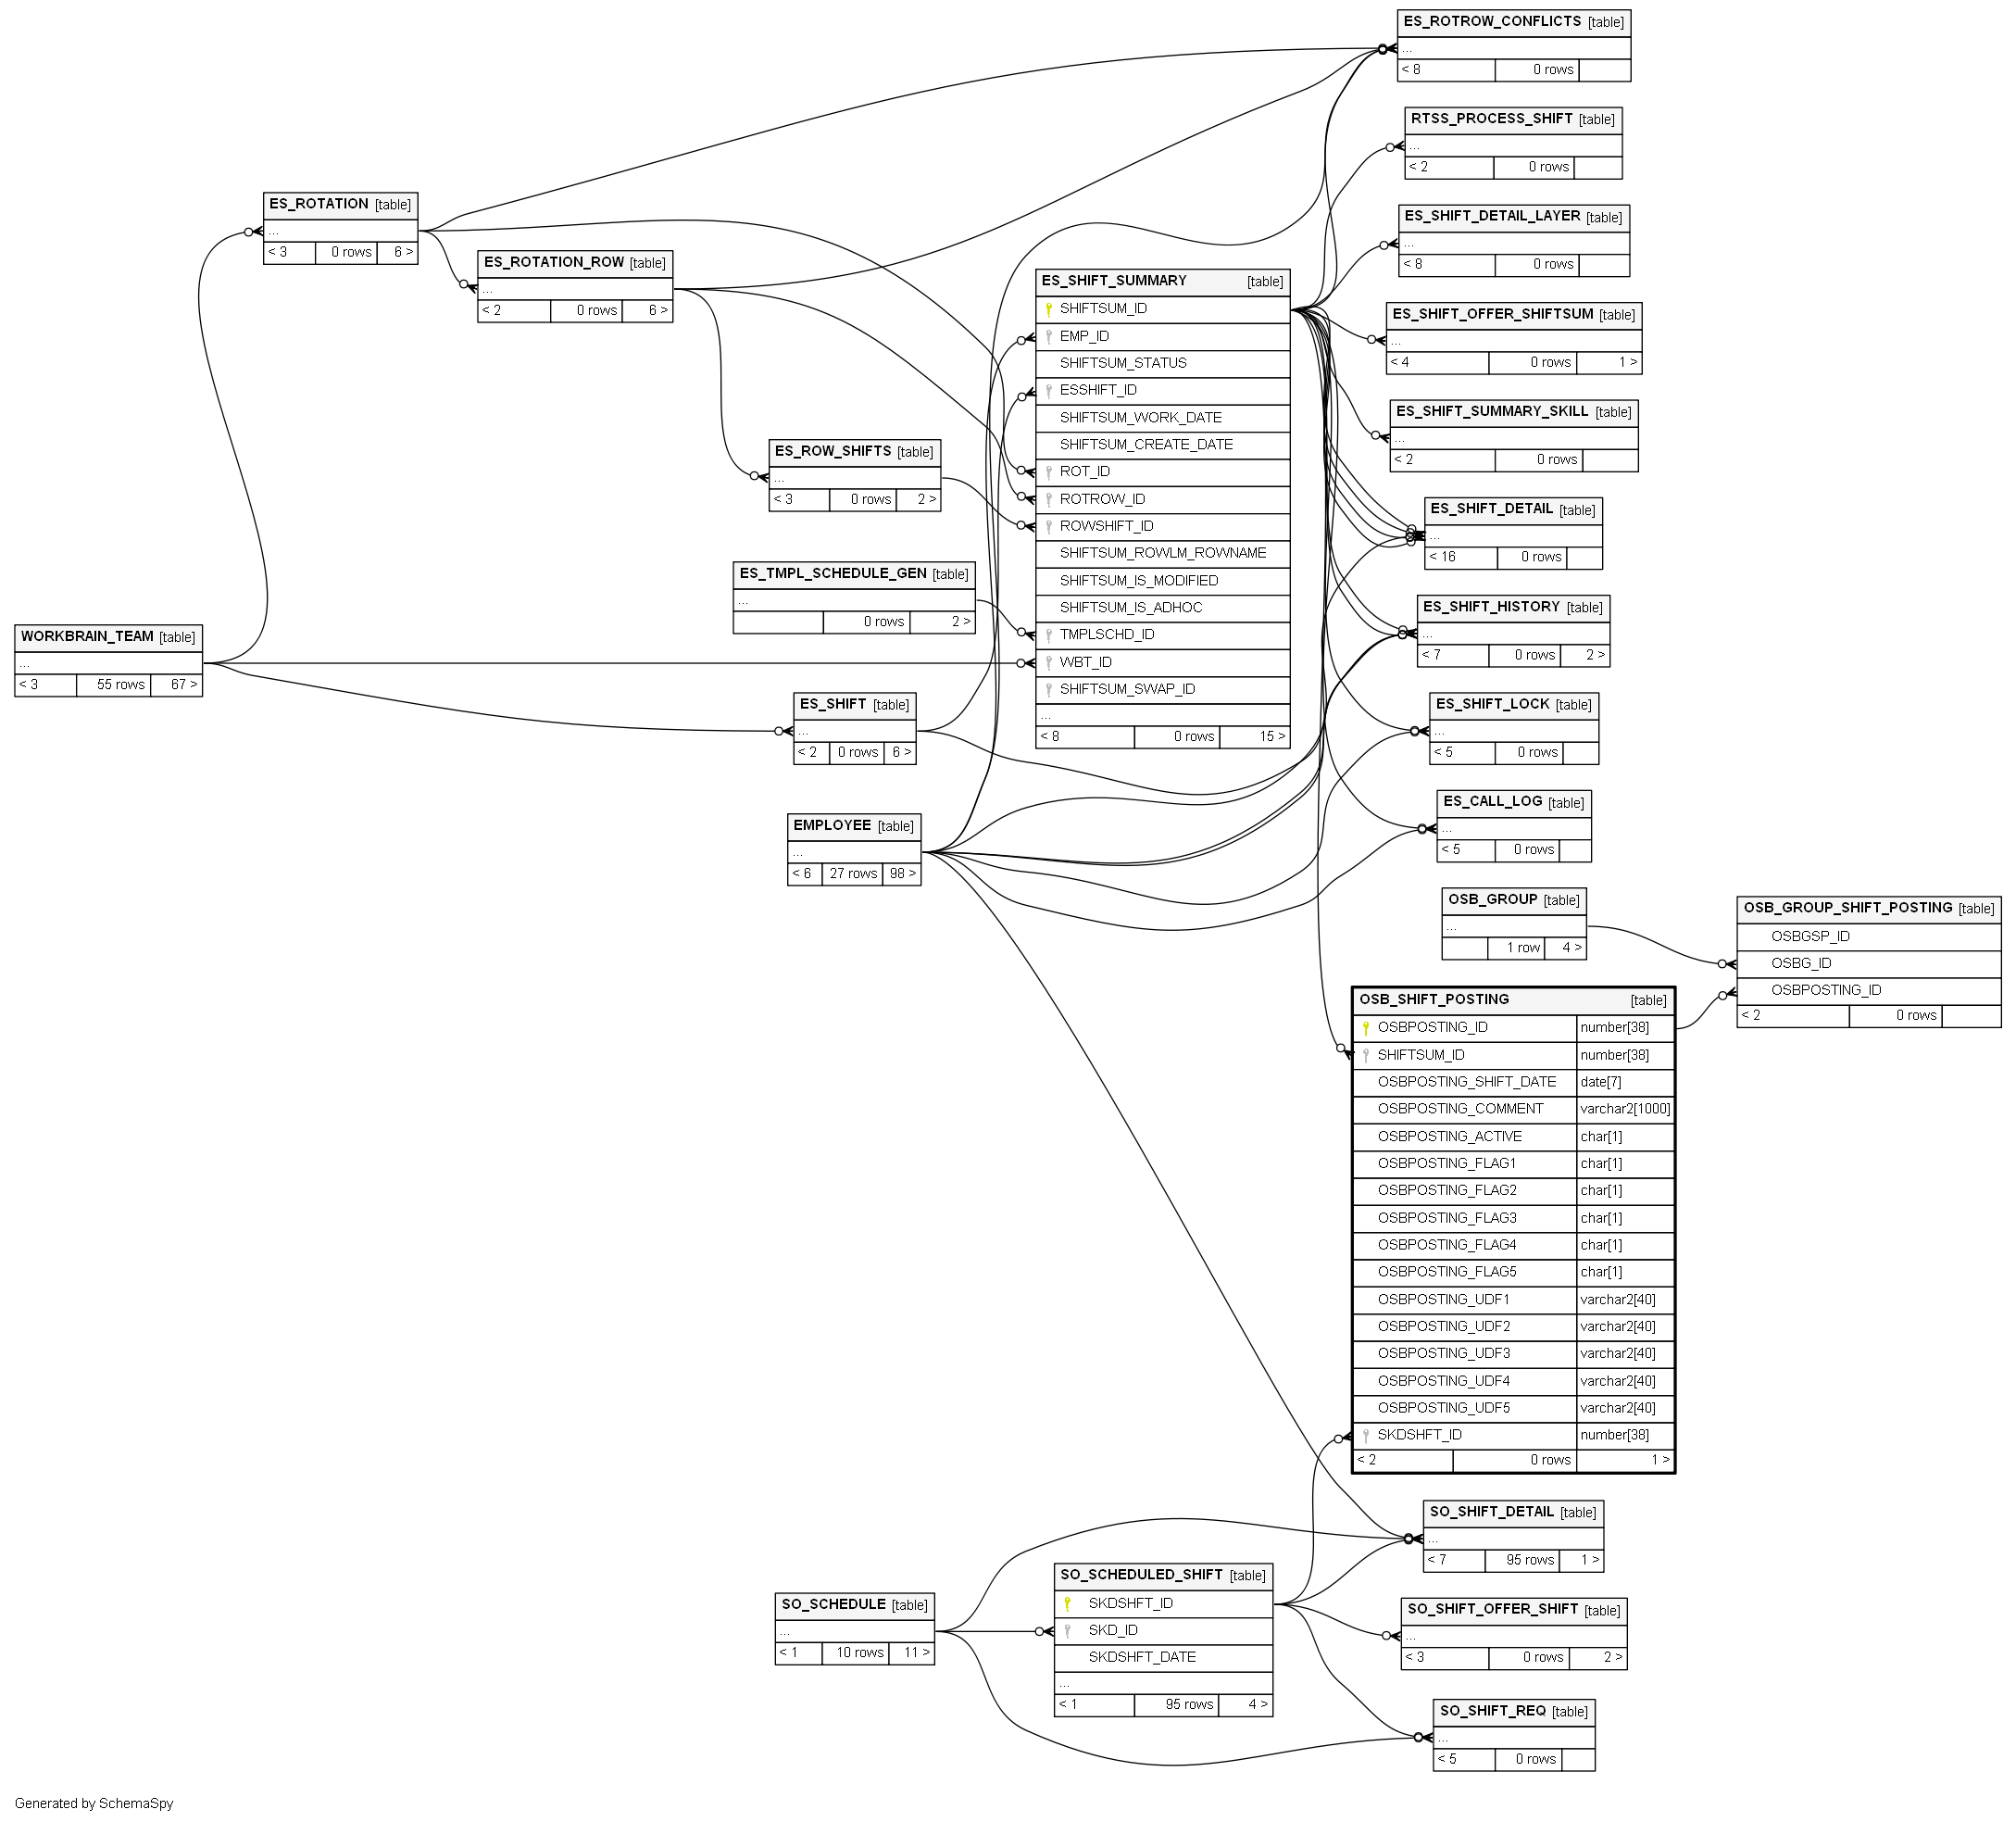 ES_ROTROW_CONFLICTS [table]
...
< 8 0 rows
RTSS_PROCESS_SHIFT [table]
...
< 2 0 rows
ES_SHIFT_DETAIL_LAYER [table]
...
< 8 0 rows
ES_SHIFT_OFFER_SHIFTSUM [table]
...
< 4 0 rows 1 >
ES_SHIFT_SUMMARY_SKILL [table]
...
< 2 0 rows
ES_SHIFT_DETAIL [table]
...
< 16 0 rows
ES_SHIFT_HISTORY [table]
...
< 7 0 rows 2 >
ES_SHIFT_LOCK [table]
...
< 5 0 rows
ES_CALL_LOG [table]
...
< 5 0 rows
ES_ROTATION [table]
...
< 3 0 rows 6 >
ES_ROTATION_ROW [table]
...
< 2 0 rows 6 >
ES_ROW_SHIFTS [table]
...
< 3 0 rows 2 >
ES_TMPL_SCHEDULE_GEN [table]
...
0 rows 2 >
WORKBRAIN_TEAM [table]
...
< 3 55 rows 67 >
ES_SHIFT [table]
...
< 2 0 rows 6 >
EMPLOYEE [table]
...
< 6 27 rows 98 >
ES_SHIFT_SUMMARY [table]
SHIFTSUM_ID
EMP_ID
SHIFTSUM_STATUS
ESSHIFT_ID
SHIFTSUM_WORK_DATE
SHIFTSUM_CREATE_DATE
ROT_ID
ROTROW_ID
ROWSHIFT_ID
SHIFTSUM_ROWLM_ROWNAME
SHIFTSUM_IS_MODIFIED
SHIFTSUM_IS_ADHOC
TMPLSCHD_ID
WBT_ID
SHIFTSUM_SWAP_ID
...
< 8 0 rows 15 >
OSB_GROUP [table]
...
1 row 4 >
OSB_GROUP_SHIFT_POSTING [table]
OSBGSP_ID
OSBG_ID
OSBPOSTING_ID
< 2 0 rows
OSB_SHIFT_POSTING [table]
OSBPOSTING_ID number[38]
SHIFTSUM_ID number[38]
OSBPOSTING_SHIFT_DATE date[7]
OSBPOSTING_COMMENT varchar2[1000]
OSBPOSTING_ACTIVE char[1]
OSBPOSTING_FLAG1 char[1]
OSBPOSTING_FLAG2 char[1]
OSBPOSTING_FLAG3 char[1]
OSBPOSTING_FLAG4 char[1]
OSBPOSTING_FLAG5 char[1]
OSBPOSTING_UDF1 varchar2[40]
OSBPOSTING_UDF2 varchar2[40]
OSBPOSTING_UDF3 varchar2[40]
OSBPOSTING_UDF4 varchar2[40]
OSBPOSTING_UDF5 varchar2[40]
SKDSHFT_ID number[38]
< 2 0 rows 1 >
SO_SHIFT_DETAIL [table]
...
< 7 95 rows 1 >
SO_SCHEDULE [table]
...
< 1 10 rows 11 >
SO_SCHEDULED_SHIFT [table]
SKDSHFT_ID
SKD_ID
SKDSHFT_DATE
...
< 1 95 rows 4 >
SO_SHIFT_OFFER_SHIFT [table]
...
< 3 0 rows 2 >
SO_SHIFT_REQ [table]
...
< 5 0 rows
Generated by SchemaSpy